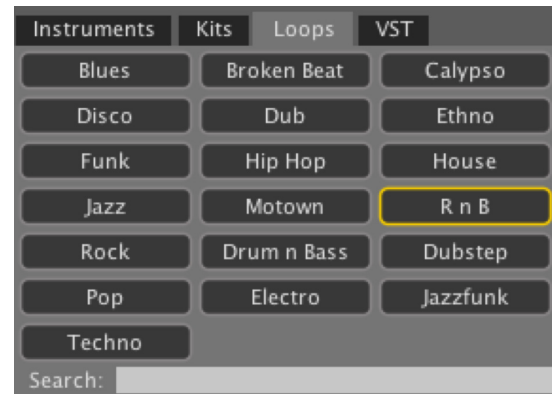 Instruments Kits Loops VST
Blues Broken Beat Calypso
Disco Dub Ethno
Funk Hip Hop House
Jazz Motown R n B
Rock Drum n Bass Dubstep
Pop Electro Jazzfunk
Techno
Search: